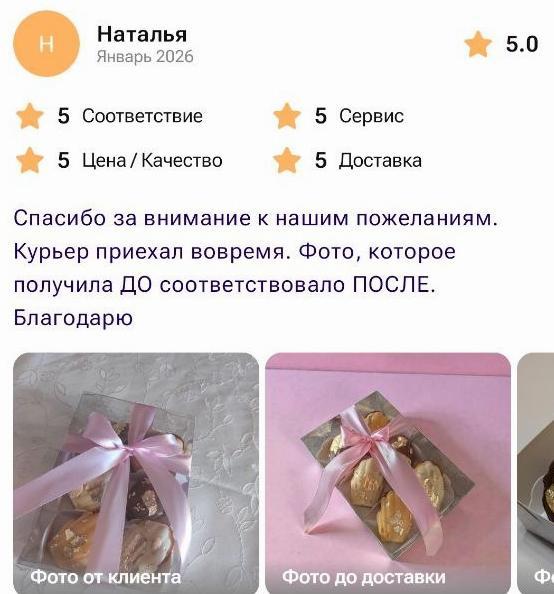 Н
Наталья
Январь 2026
5.0
5 Соответствие
5 Сервис
5 Цена / Качество
5 Доставка
Спасибо за внимание к нашим пожеланиям.
Курьер приехал вовремя. Фото, которое
получила ДО соответствовало ПОСЛЕ.
Благодарю
Фото от клиента
Фото до доставки